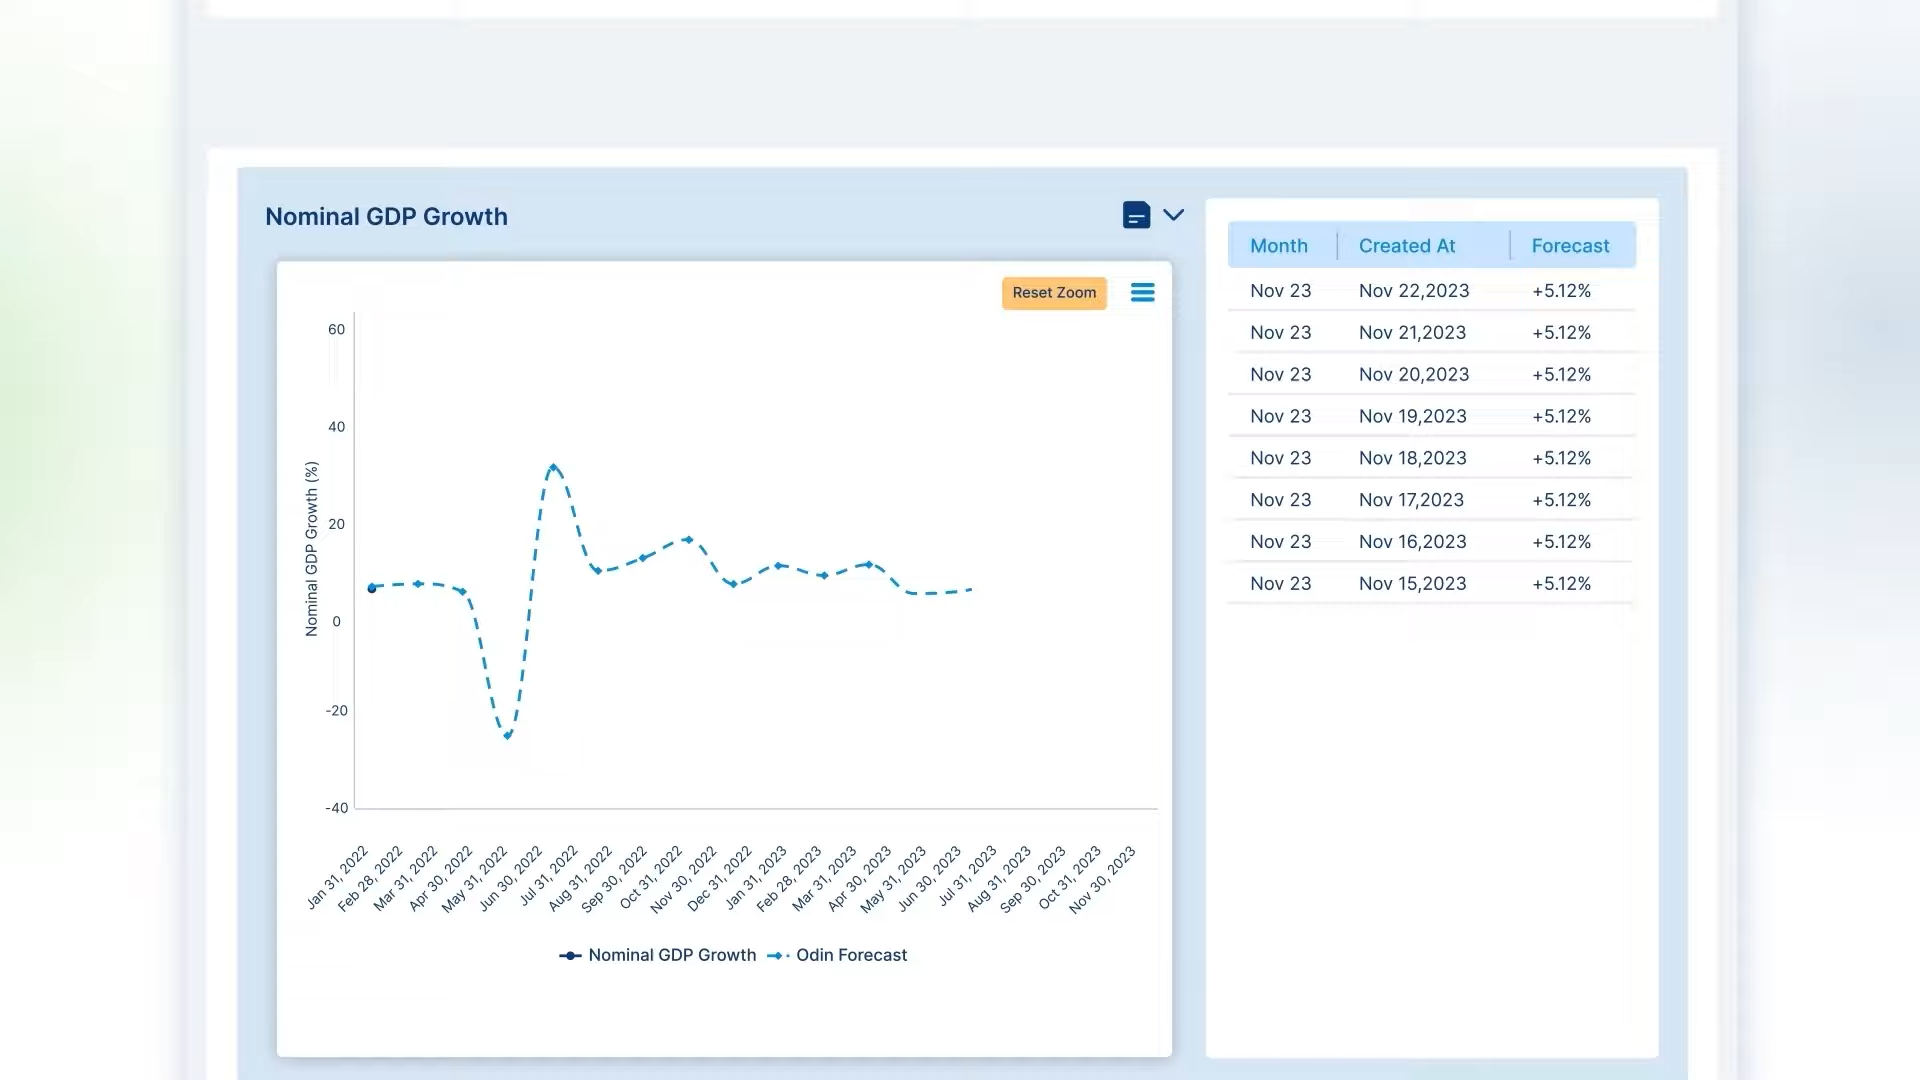 Nominal GDP Growth
Reset Zoom
60
40
20
0
-20
-40
Nominal GDP Growth (%)
Jan 31, 2022
Feb 28, 2022
Mar 31, 2022
Apr 30, 2022
May 31, 2022
Jun 30, 2022
Jul 31, 2022
Aug 31, 2022
Sep 30, 2022
Oct 31, 2022
Nov 30, 2022
Dec 31, 2022
Jan 31, 2023
Feb 28, 2023
Mar 31, 2023
Apr 30, 2023
May 31, 2023
Jun 30, 2023
Jul 31, 2023
Aug 31, 2023
Sep 30, 2023
Oct 31, 2023
Nov 30, 2023
Nominal GDP Growth Odin Forecast
Month Created At Forecast
Nov 23 Nov 22,2023 +5.12%
Nov 23 Nov 21,2023 +5.12%
Nov 23 Nov 20,2023 +5.12%
Nov 23 Nov 19,2023 +5.12%
Nov 23 Nov 18,2023 +5.12%
Nov 23 Nov 17,2023 +5.12%
Nov 23 Nov 16,2023 +5.12%
Nov 23 Nov 15,2023 +5.12%